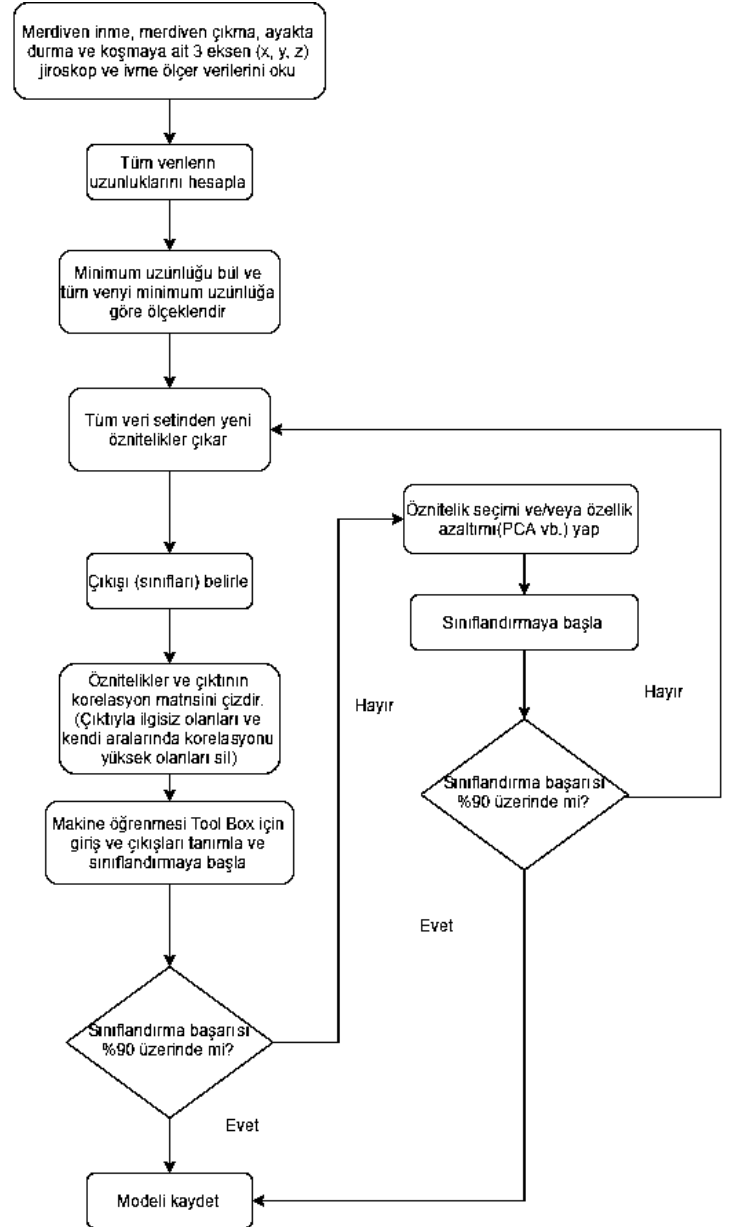 Merdiven inme, merdiven çıkma, ayakta
durma ve koşmaya ait 3 eksen (x, y, z)
jiroskop ve ivme ölçer verilerini oku
Tüm verilerin
uzunluklarını hesapla
Minimum uzunluğu bul ve
tüm veriyi minimum uzunluğa
göre ölçeklendir
Tüm veri setinden yeni
öznitelikler çıkar
Çıkışı (sınıfları) belirle
Öznitelikler ve çıktının
korelasyon matrisini çizdir.
(Çıktıyla ilgisiz olanları ve
kendi aralarında korelasyonu
yüksek olanları sil)
Makine öğrenmesi Tool Box için
giriş ve çıkışları tanımla ve
sınıflandırmaya başla
Sınıflandırma başarısı
%90 üzerinde mi?
Evet
Hayır
Öznitelik seçimi ve/veya özellik
azaltımı(PCA vb.) yap
Sınıflandırmaya başla
Sınıflandırma başarısı
%90 üzerinde mi?
Hayır
Evet
Modeli kaydet